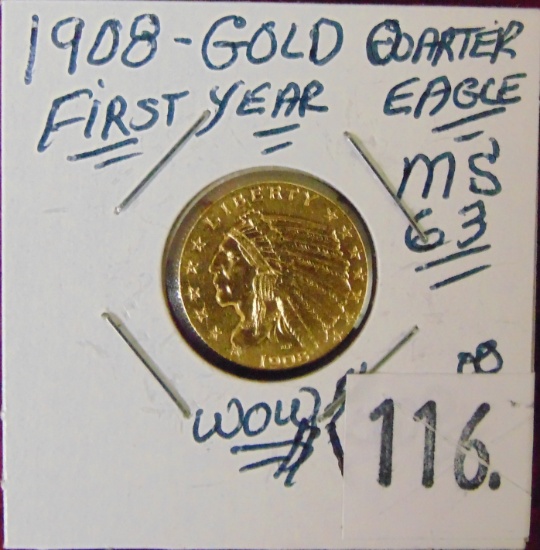 1908 - GOLD QUARTER
FIRST YEAR EAGLE
MS
63
LIBERTY
1908
WOW
116.